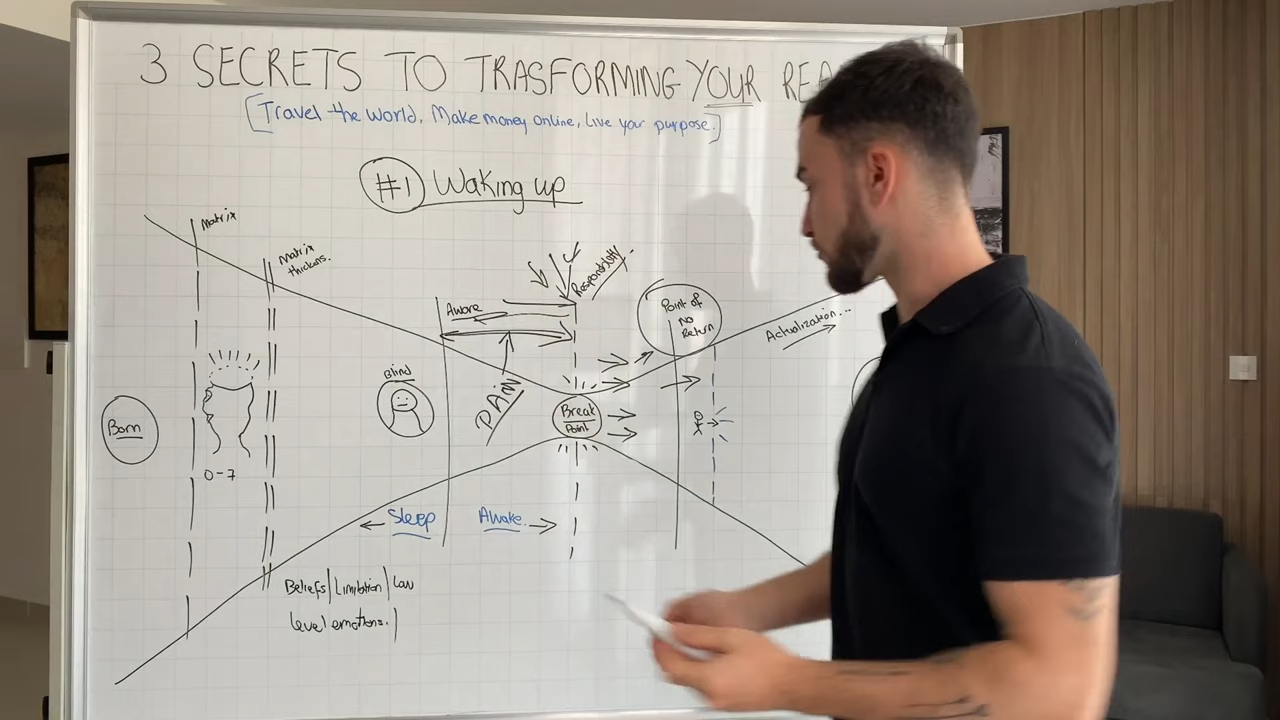 3 SECRETS TO TRASFORMING YOUR REA
[Travel the world, Make money online, Live your purpose.]
#1 Waking up
Matrix
Matrix
thickans.
Responsibility.
Aware
Point of
No
Return
Actualization...
Blind
PAIN
Break
Point
Born
0-7
Sleep
Awake.
Beliefs|Limitation|Low
level emotions.|